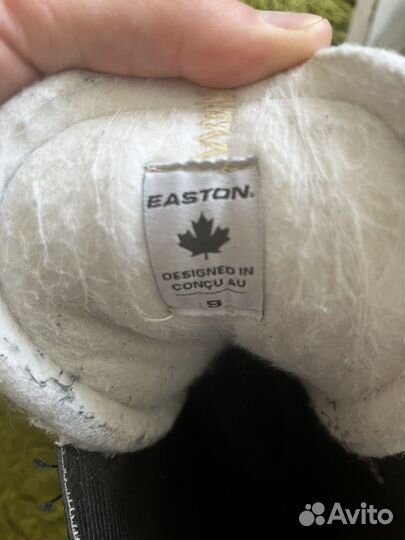 EASTON
DESIGNED IN
CONÇU AU
9
Avito